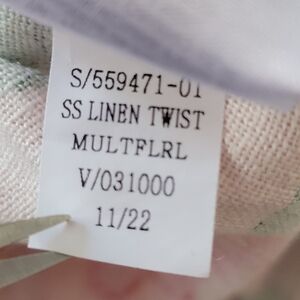 S/559471-01
SS LINEN TWIST
MULTFLRL
V/031000
11/22